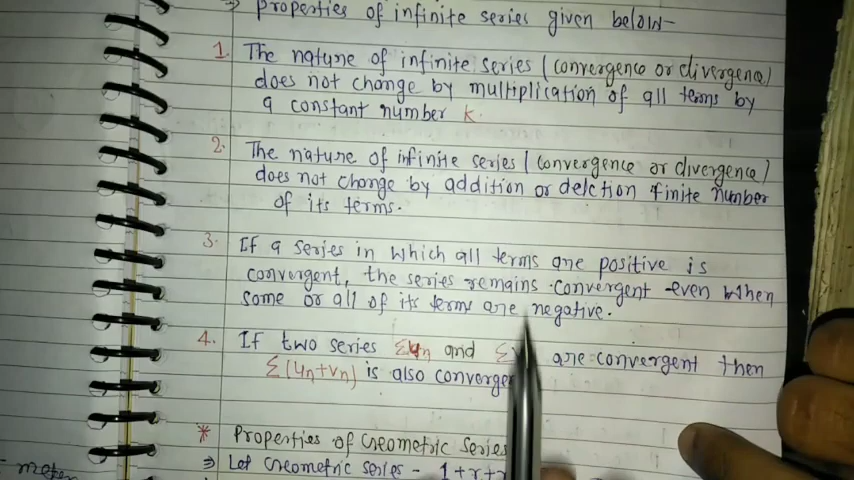 ⇒ Properties of infinite series given below-
1. The nature of infinite series (convergence or divergence)
does not change by multiplication of all terms by
a constant number k.
2. The nature of infinite series (convergence or divergence)
does not change by addition or deletion finite number
of its terms.
3. If a series in which all terms are positive is
convergent, the series remains convergent even when
some or all of its terms are negative.
4. If two series Σun and Σ are convergent then
Σ(un+vn) is also converge
* Properties of Geometric Series
⇒ Let Geometric series - 1+r+r